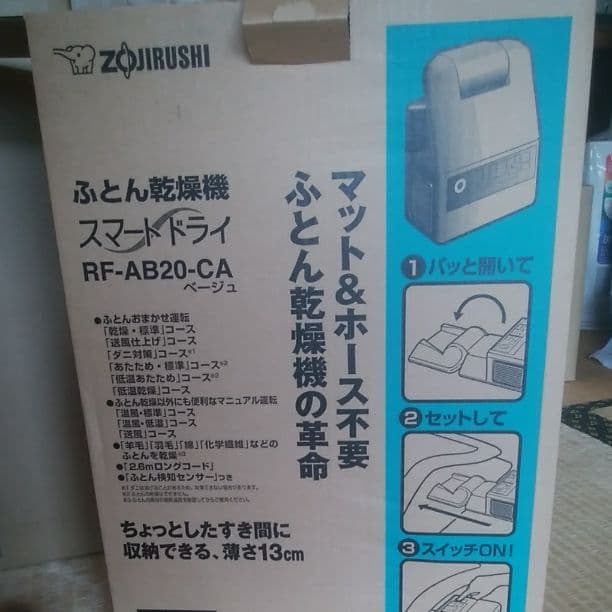 ZOJIRUSHI
ふとん乾燥機
スマートドライ
RF-AB20-CA
ベージュ
マット&ホース不要
ふとん乾燥機の革命
●ふとんおまかせ運転
「乾燥・標準」コース
「送風仕上げ」コース
「ダニ対策」コース※1
「あたため・標準」コース※2
「低温あたため」コース※2
「低温乾燥」コース
●ふとん乾燥以外にも便利なマニュアル運転
「温風・標準」コース
「温風・低温」コース
「送風」コース
●「羊毛」「羽毛」「綿」「化学繊維」などの
ふとんを乾燥※3
●「2.6mロングコード」
●「ふとん検知センサー」つき
ちょっとしたすき間に
収納できる、薄さ13cm
1 パッと開いて
2 セットして
3 スイッチON!